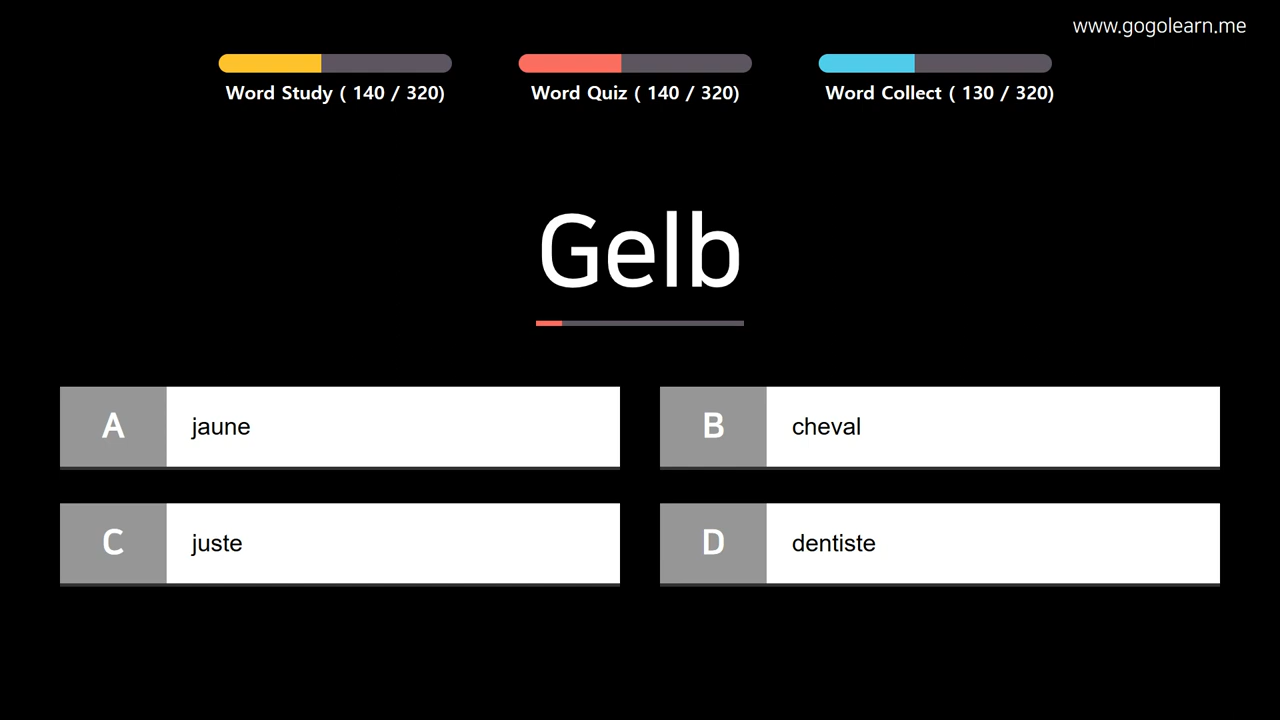 www.gogolearn.me
Word Study ( 140 / 320)
Word Quiz ( 140 / 320)
Word Collect ( 130 / 320)
Gelb
A jaune
B cheval
C juste
D dentiste